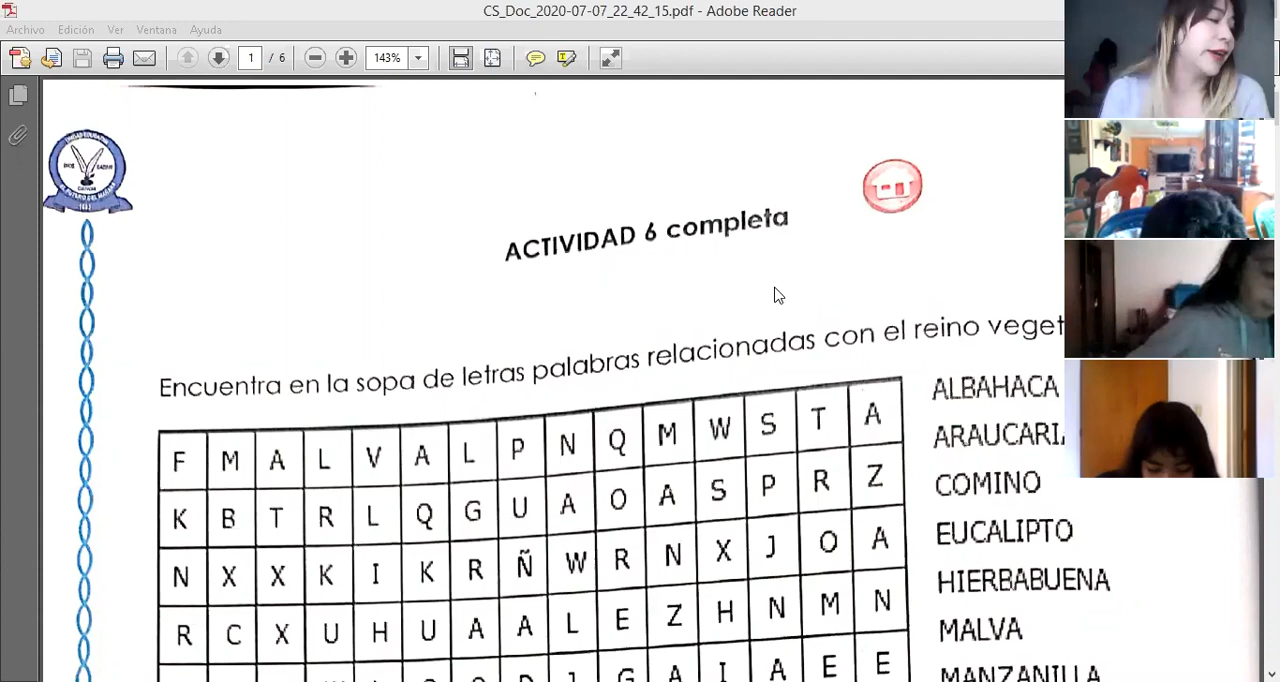 CS_Doc_2020-07-07_22_42_15.pdf - Adobe Reader
Archivo Edición Ver Ventana Ayuda
1 / 6 143%
ACTIVIDAD 6 completa
Encuentra en la sopa de letras palabras relacionadas con el reino veget
F M A L V A L P N Q M W S T A
K B T R L Q G U A O A S P R Z
N X X K I K R Ñ W R N X J O A
R C X U H U A A L E Z H N M N
G A I A E E
ALBAHACA
ARAUCARI
COMINO
EUCALIPTO
HIERBABUENA
MALVA
MANZANILLA